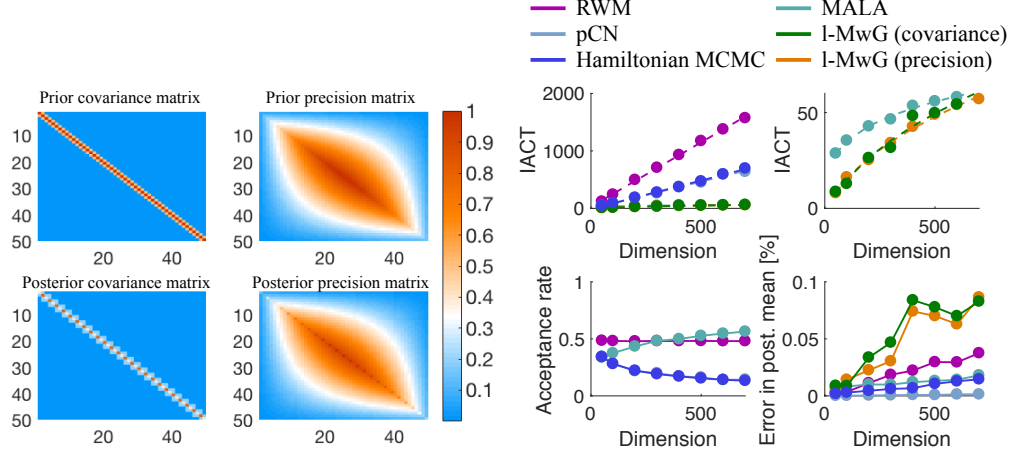 RWM
pCN
Hamiltonian MCMC
MALA
l-MwG (covariance)
l-MwG (precision)
Prior covariance matrix
10
20
30
40
50
20 40
Prior precision matrix
10
20
30
40
50
20 40
Posterior covariance matrix
10
20
30
40
50
20 40
Posterior precision matrix
10
20
30
40
50
20 40
1
0.9
0.8
0.7
0.6
0.5
0.4
0.3
0.2
0.1
IACT
2000
1000
0
0 500
Dimension
IACT
50
0
0 500
Dimension
Acceptance rate
1
0.5
0
0 500
Dimension
Error in post. mean [%]
0.1
0.05
0
0 500
Dimension